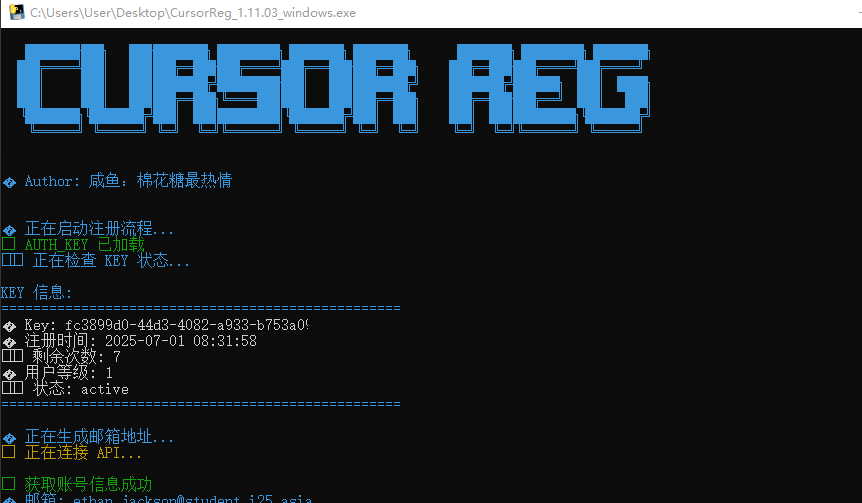 C:\Users\User\Desktop\CursorReg_1.11.03_windows.exe
CURSOR REG
Author: 咸鱼：棉花糖最热情
正在启动注册流程...
AUTH_KEY 已加载
正在检查 KEY 状态...
KEY 信息:
==================================================
Key: fc3899d0-44d3-4082-a933-b753a09
注册时间: 2025-07-01 08:31:58
剩余次数: 7
用户等级: 1
状态: active
==================================================
正在生成邮箱地址...
正在连接 API...
获取账号信息成功
邮箱: ethan.jackson@student.i25.asia